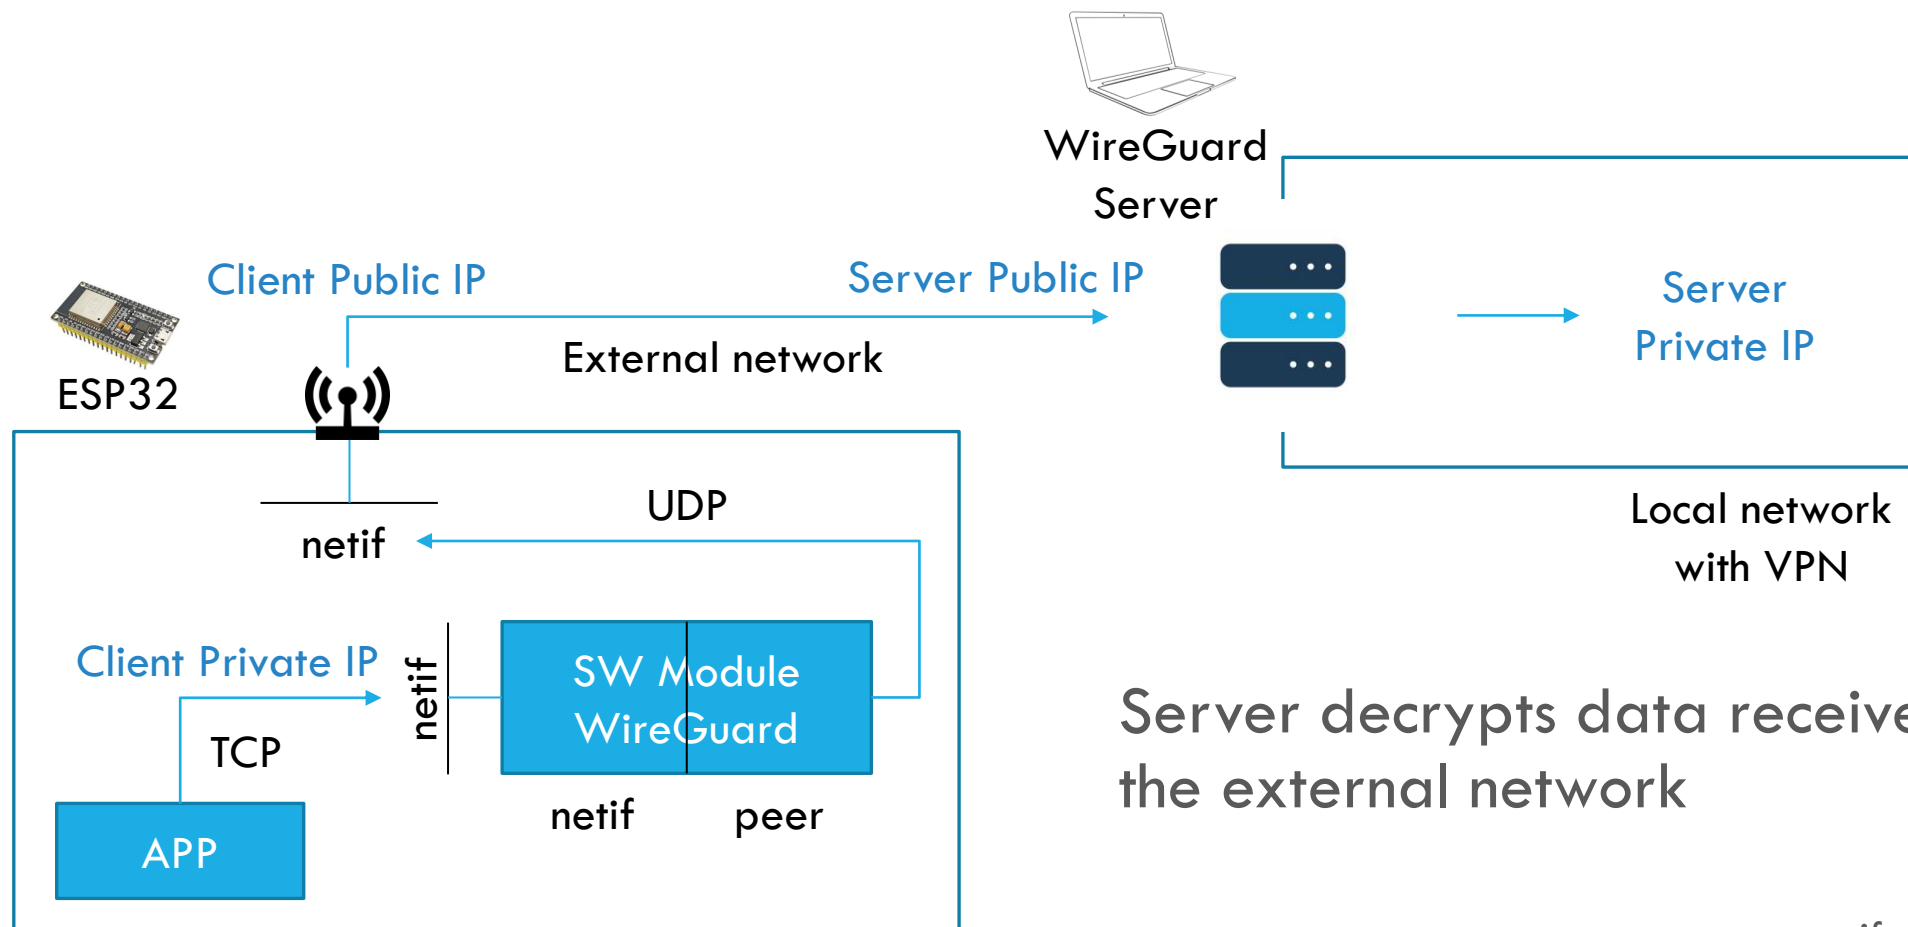 WireGuard
Server
Client Public IP
Server Public IP
Server
Private IP
External network
ESP32
UDP
netif
Local network
with VPN
Client Private IP
netif
SW Module
WireGuard
TCP
netif
peer
APP
Server decrypts data receive
the external network
if